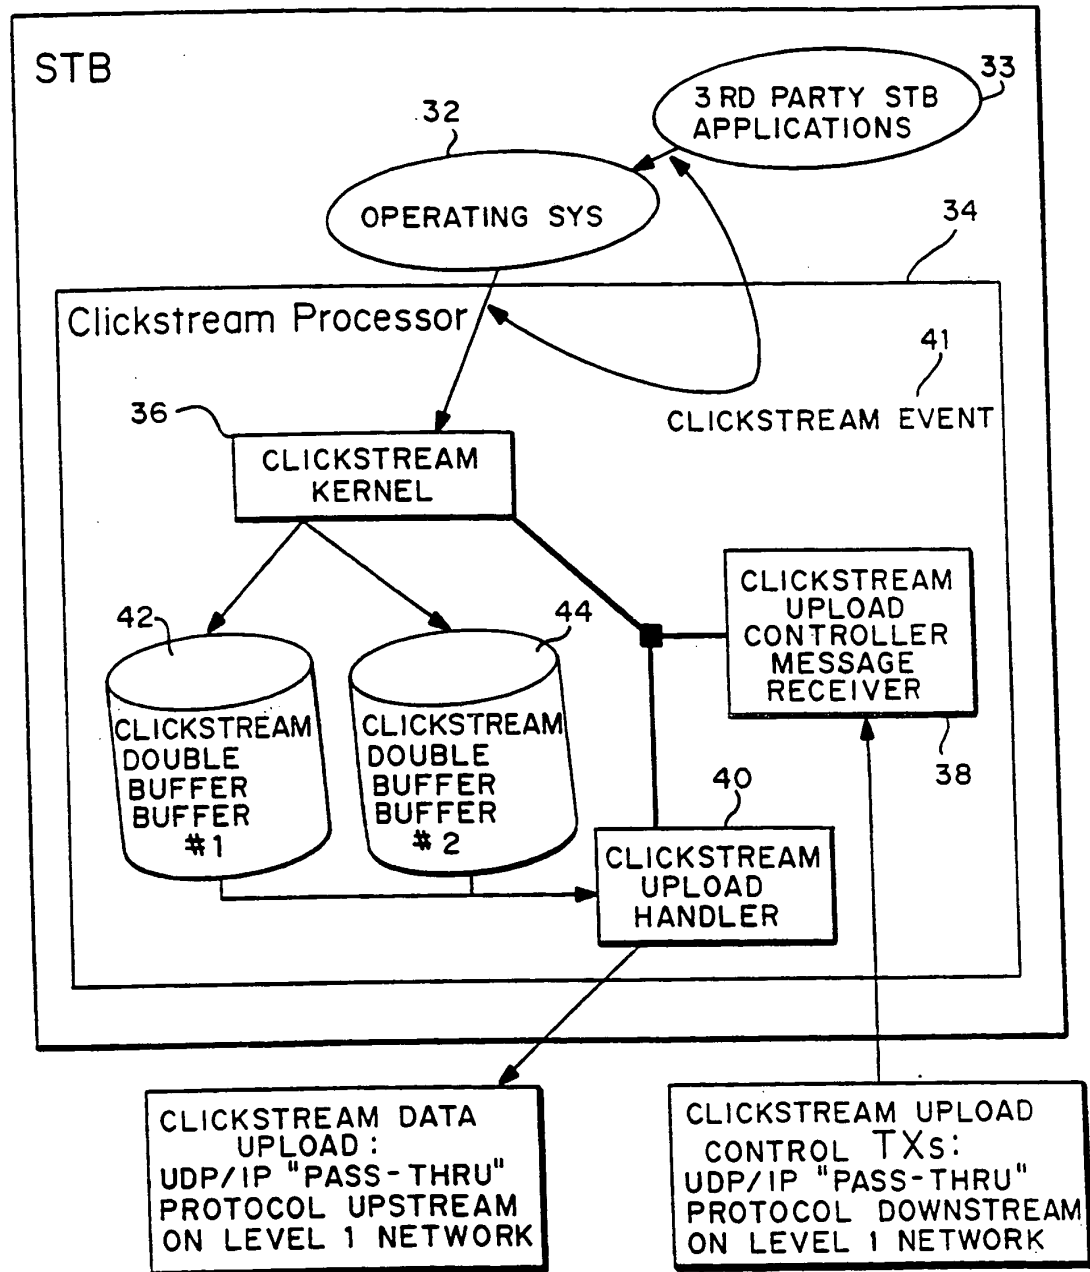 STB
33
3 RD PARTY STB
APPLICATIONS
32
OPERATING SYS
34
Clickstream Processor
41
CLICKSTREAM EVENT
36
CLICKSTREAM
KERNEL
CLICKSTREAM
UPLOAD
CONTROLLER
MESSAGE
RECEIVER
38
42
CLICKSTREAM
DOUBLE
BUFFER
BUFFER
#1
44
CLICKSTREAM
DOUBLE
BUFFER
BUFFER
#2
40
CLICKSTREAM
UPLOAD
HANDLER
CLICKSTREAM DATA
UPLOAD:
UDP/IP "PASS-THRU"
PROTOCOL UPSTREAM
ON LEVEL 1 NETWORK
CLICKSTREAM UPLOAD
CONTROL TXs:
UDP/IP "PASS-THRU"
PROTOCOL DOWNSTREAM
ON LEVEL 1 NETWORK